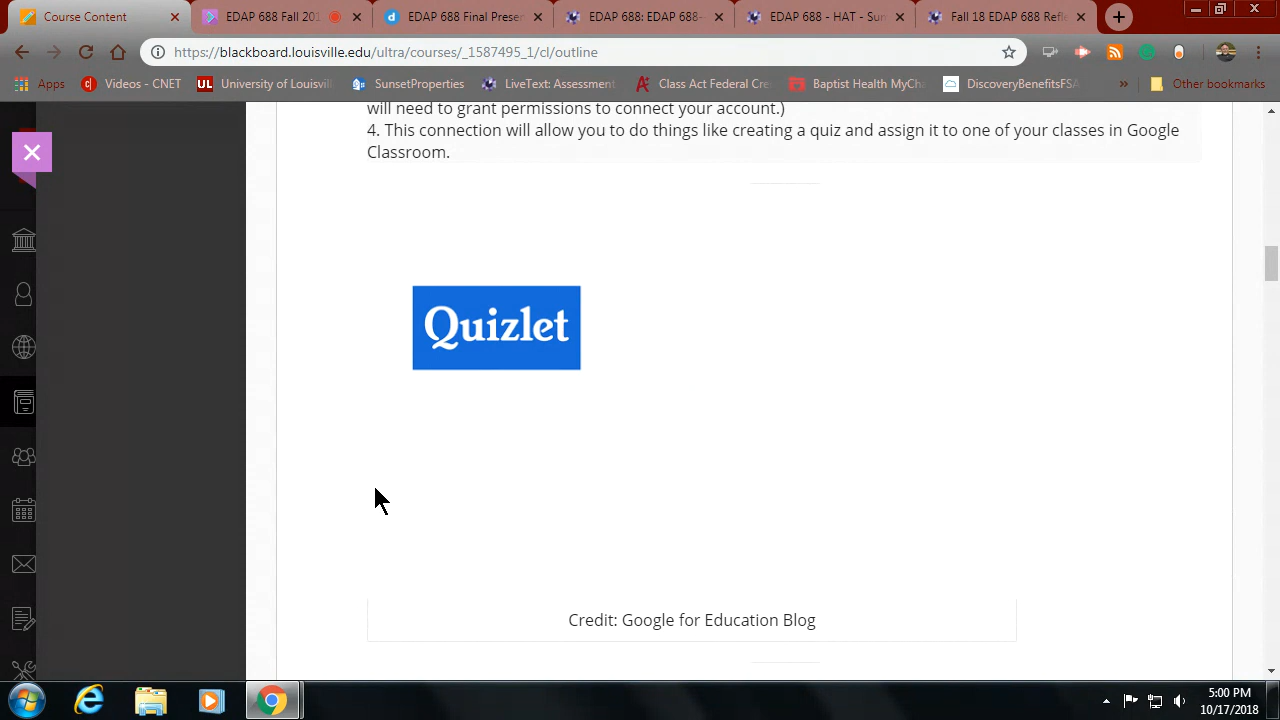 Course Content
EDAP 688 Fall 201
EDAP 688 Final Presen
EDAP 688: EDAP 688-
EDAP 688 - HAT - Sun
Fall 18 EDAP 688 Refle
https://blackboard.louisville.edu/ultra/courses/_1587495_1/cl/outline
Apps
Videos - CNET
UL University of Louisvill
SunsetProperties
LiveText: Assessment
Class Act Federal Cre
Baptist Health MyCha
DiscoveryBenefitsFSA
»
Other bookmarks
will need to grant permissions to connect your account.)
4. This connection will allow you to do things like creating a quiz and assign it to one of your classes in Google
Classroom.
Quizlet
Credit: Google for Education Blog
5:00 PM
10/17/2018